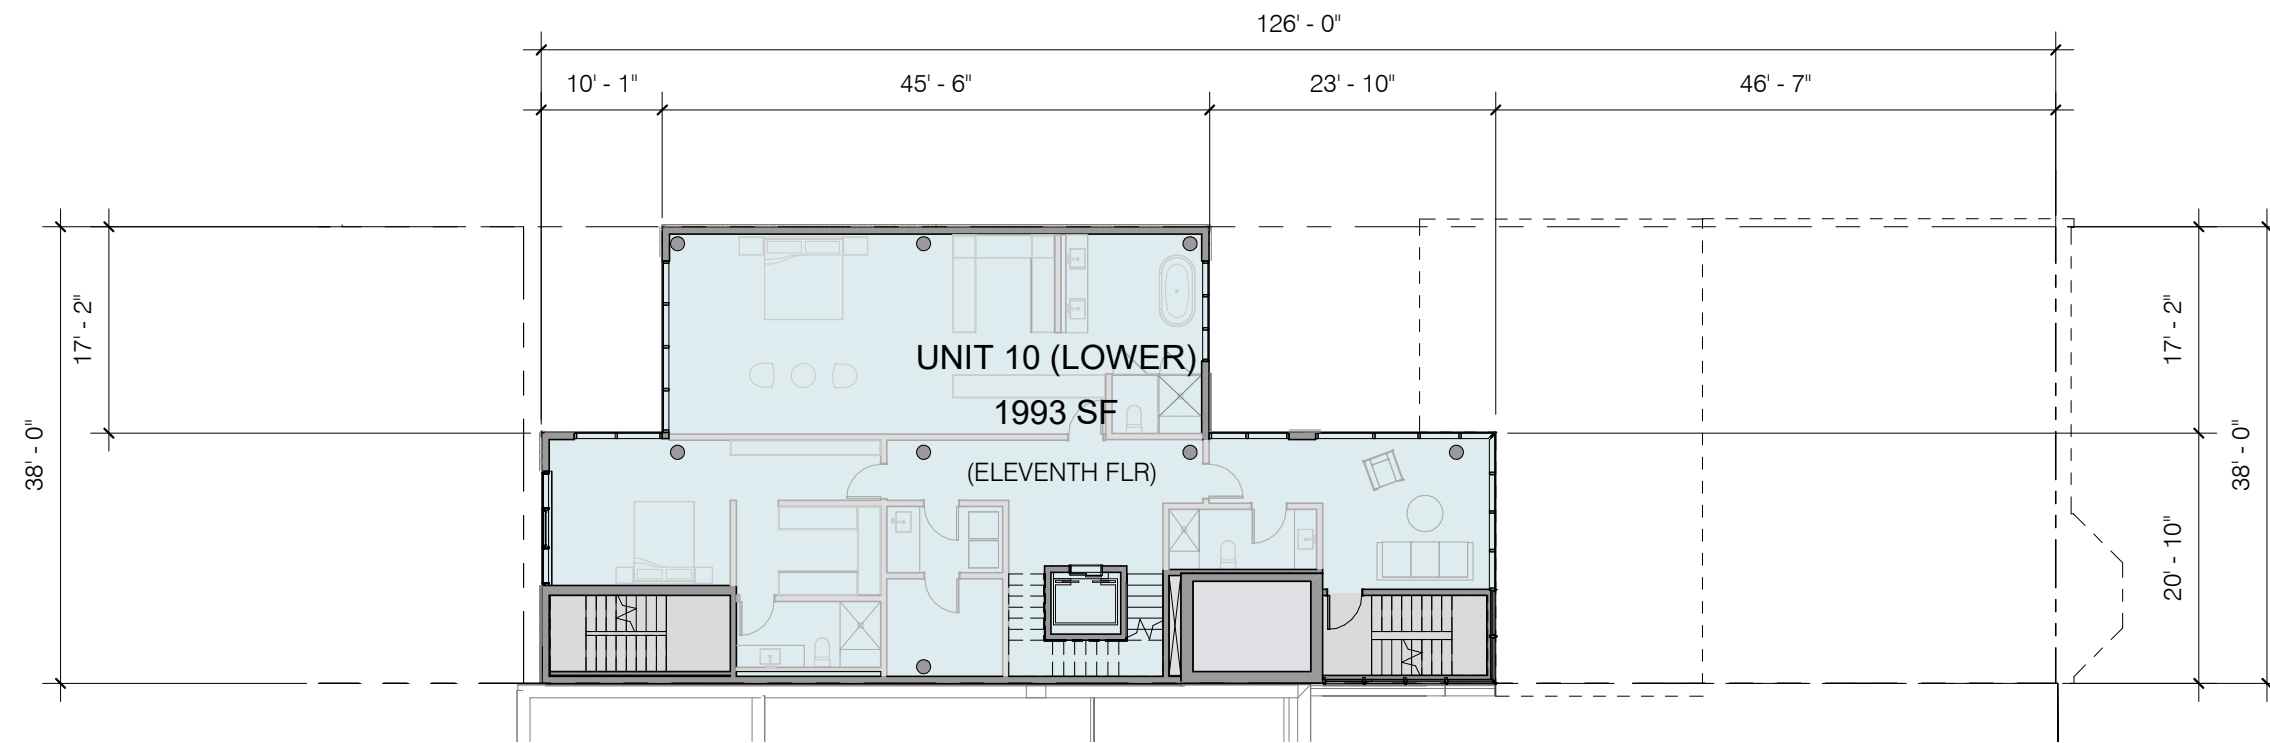 126' - 0"
10' - 1"
45' - 6"
23' - 10"
46' - 7"
17' - 2"
38' - 0"
UNIT 10 (LOWER)
1993 SF
(ELEVENTH FLR)
17' - 2"
38' - 0"
20' - 10"